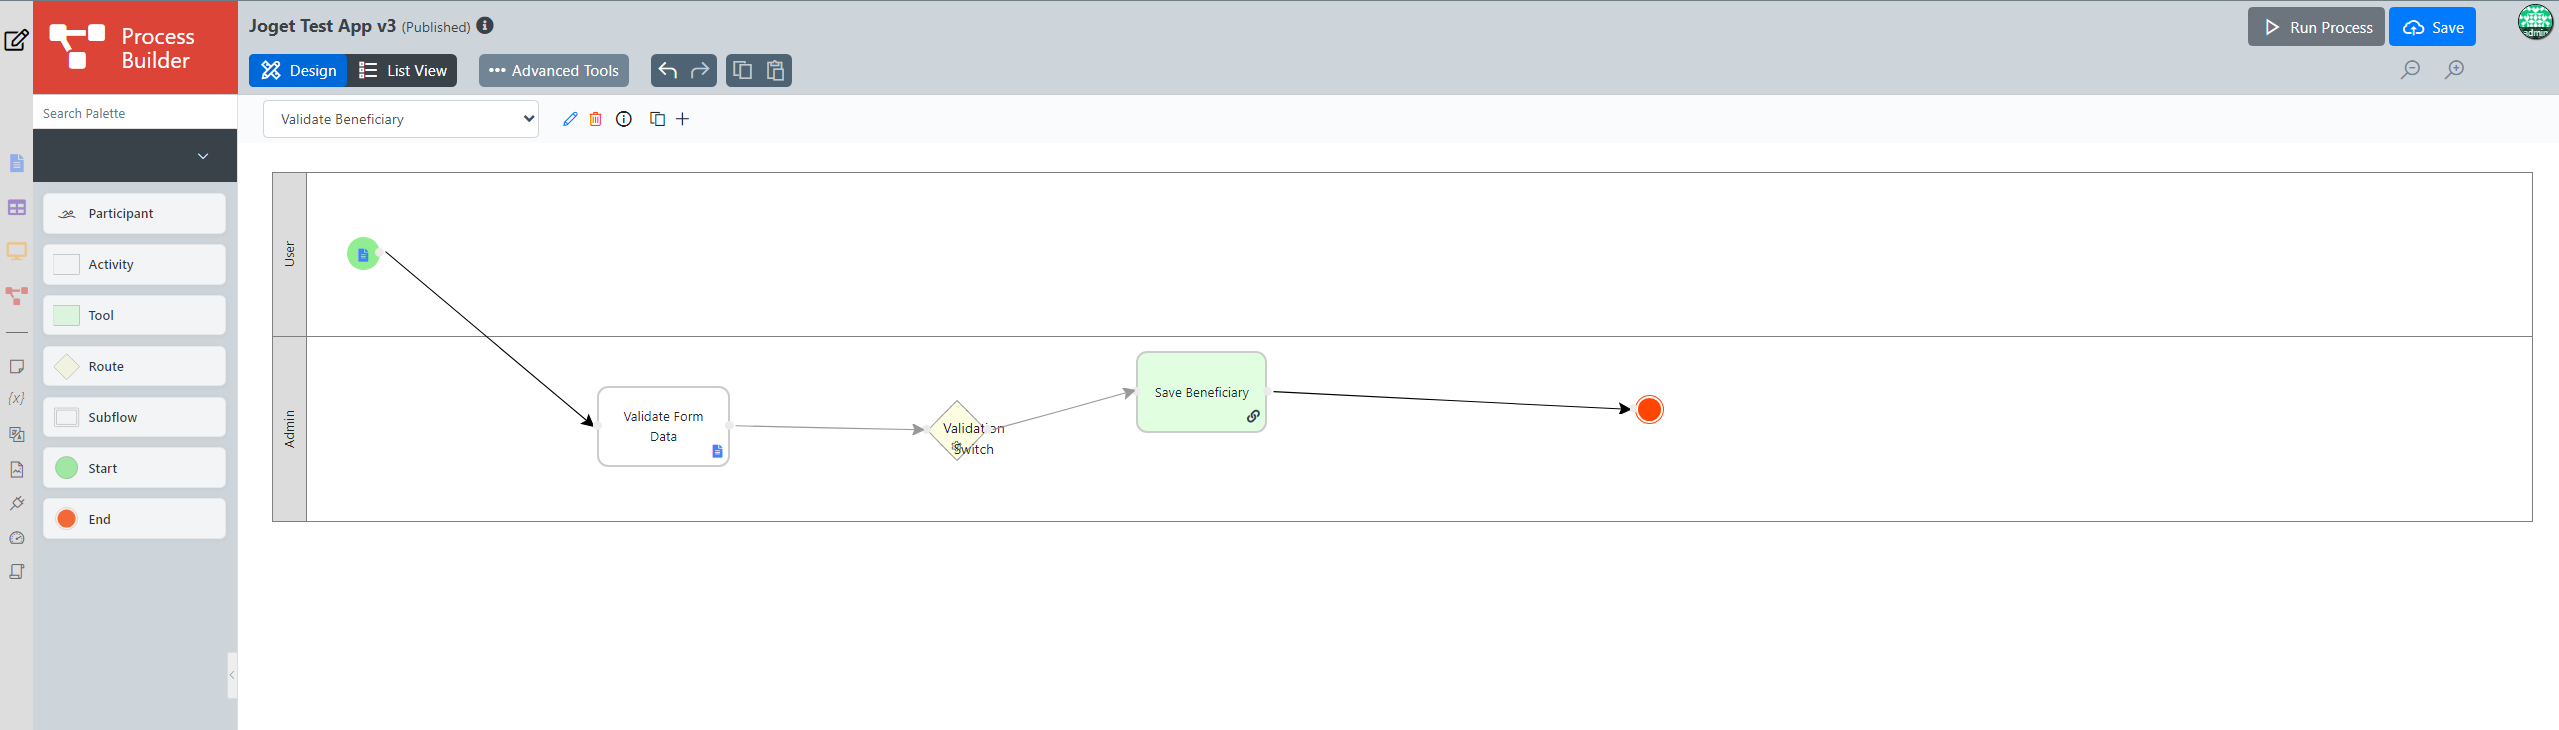 Process
Builder
Joget Test App v3 (Published)
Run Process
Save
admin
Design
List View
Advanced Tools
Search Palette
Validate Beneficiary
Participant
Activity
Tool
Route
{x}
Subflow
Start
End
User
Admin
Validate Form
Data
Validation
Switch
Save Beneficiary